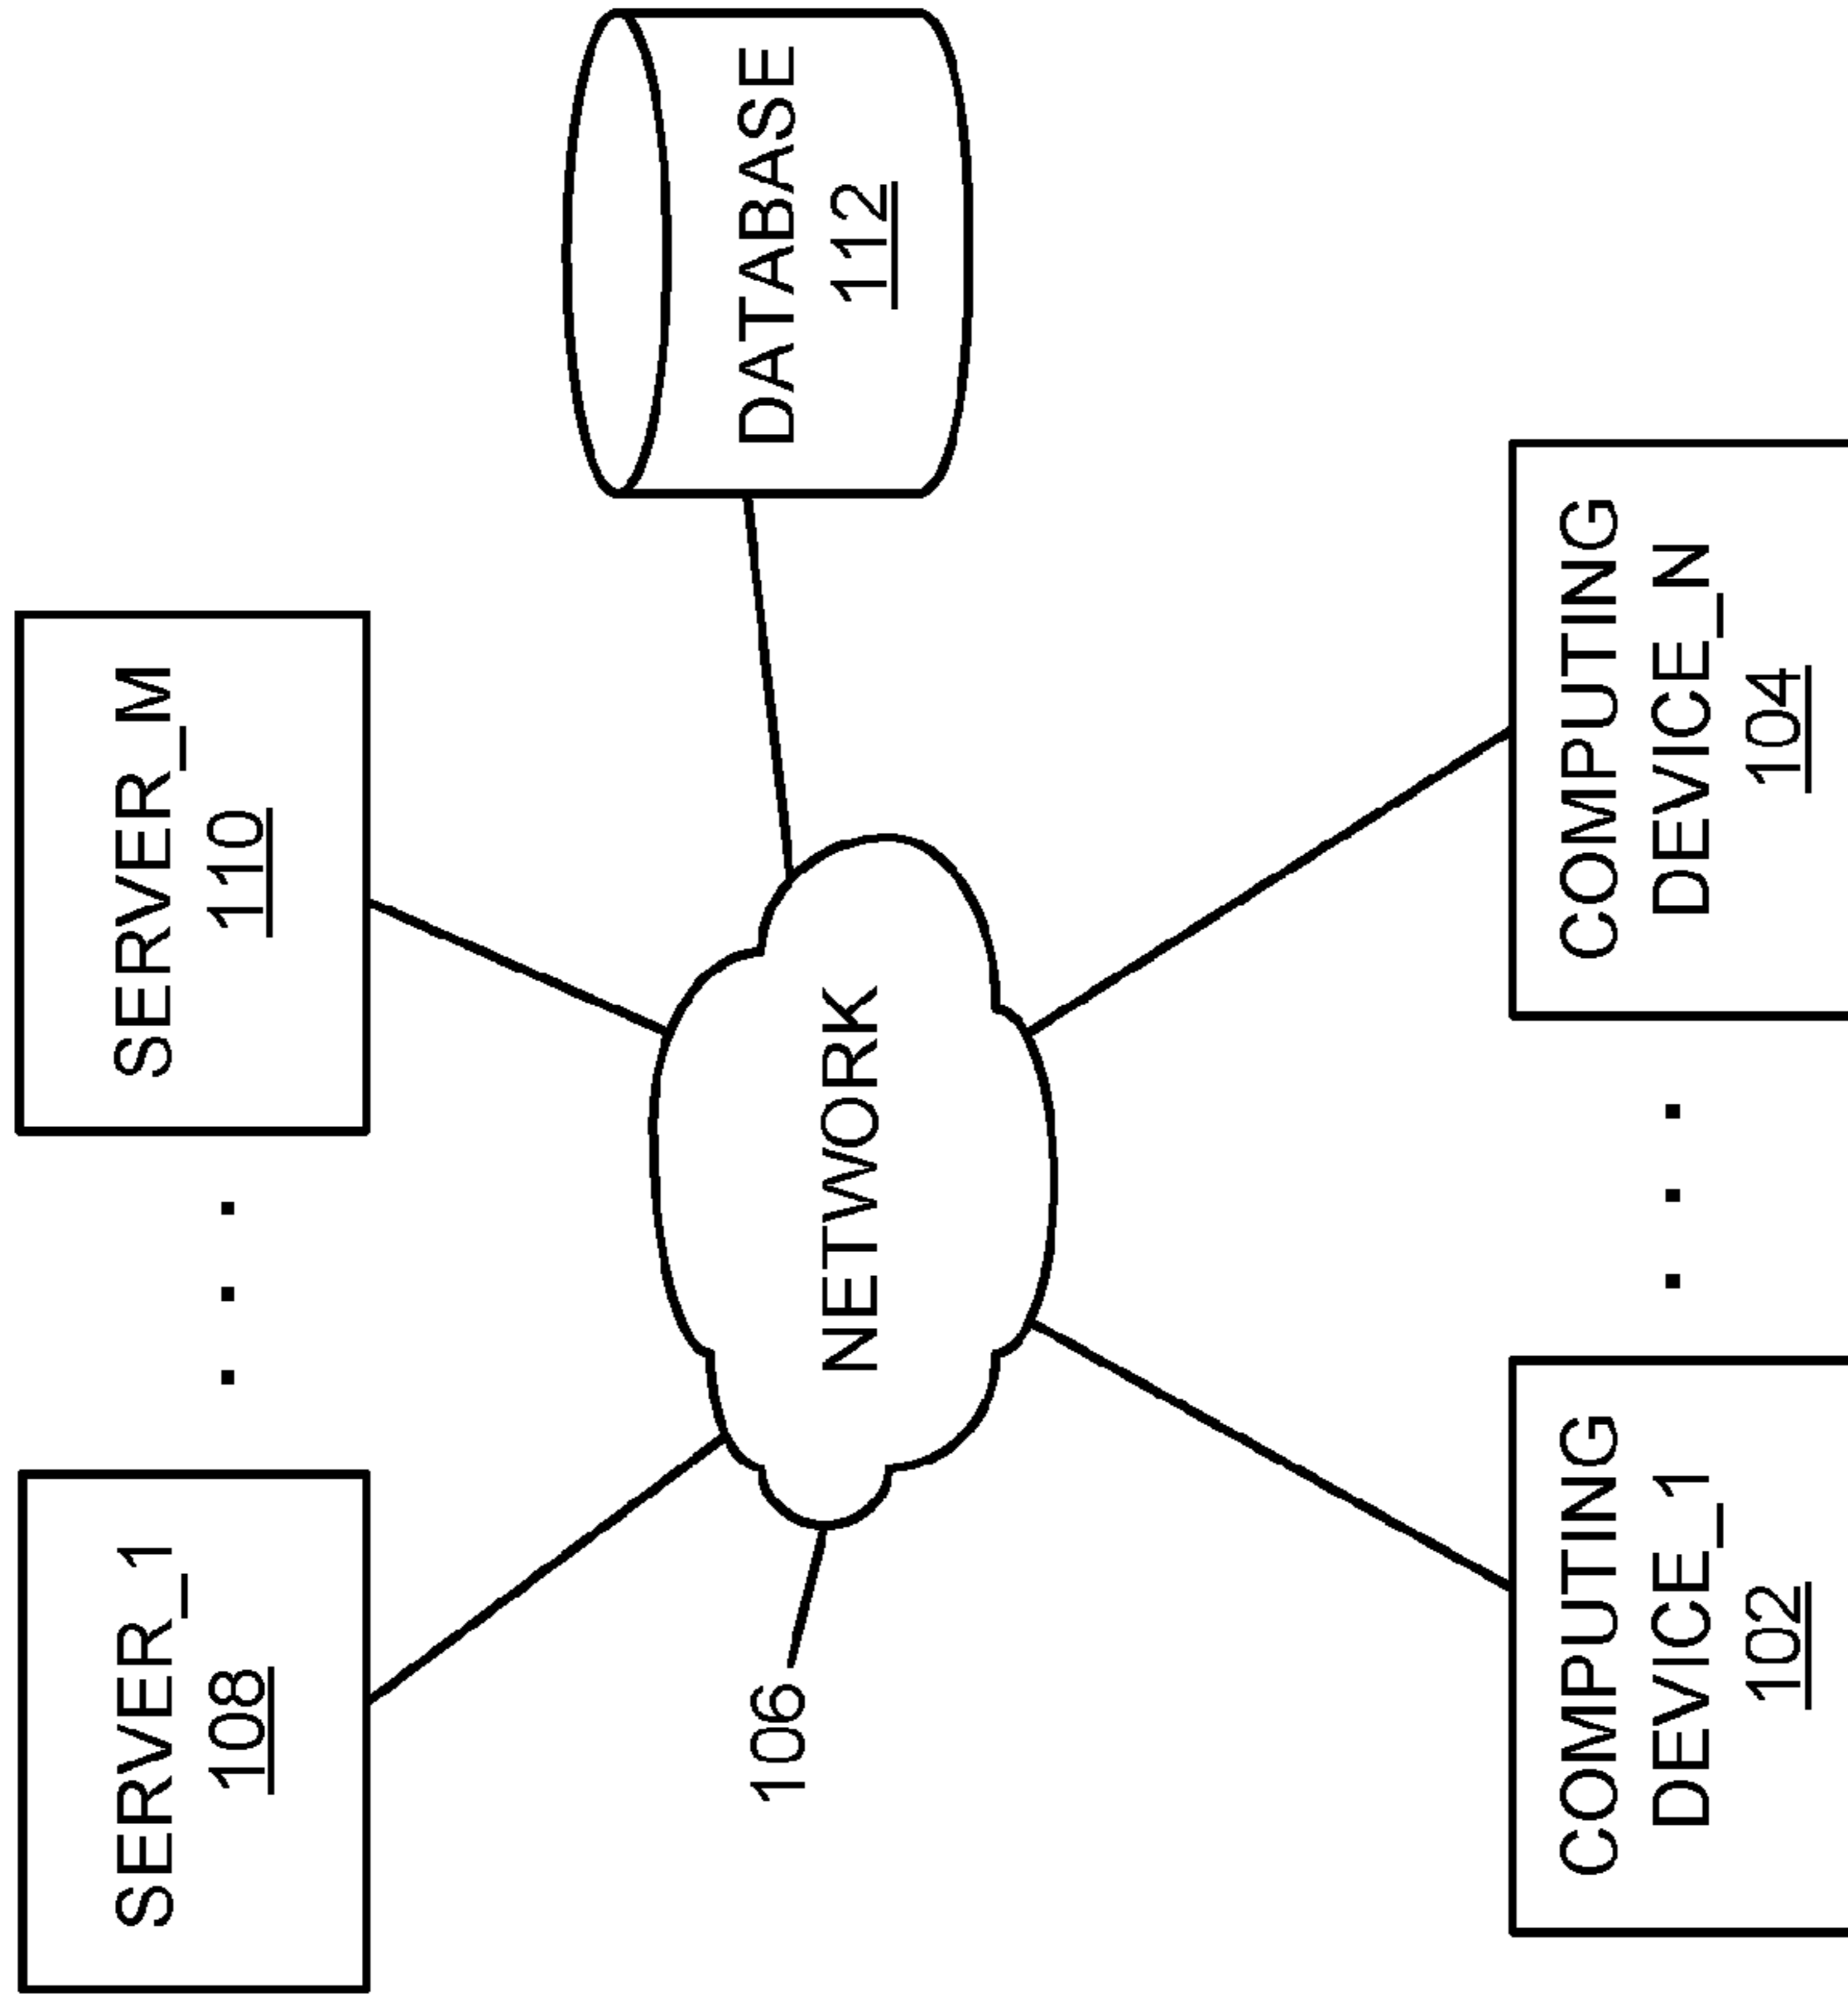 SERVER_1
108
SERVER_M
110
DATABASE
112
NETWORK
106
COMPUTING
DEVICE_1
102
COMPUTING
DEVICE_N
104